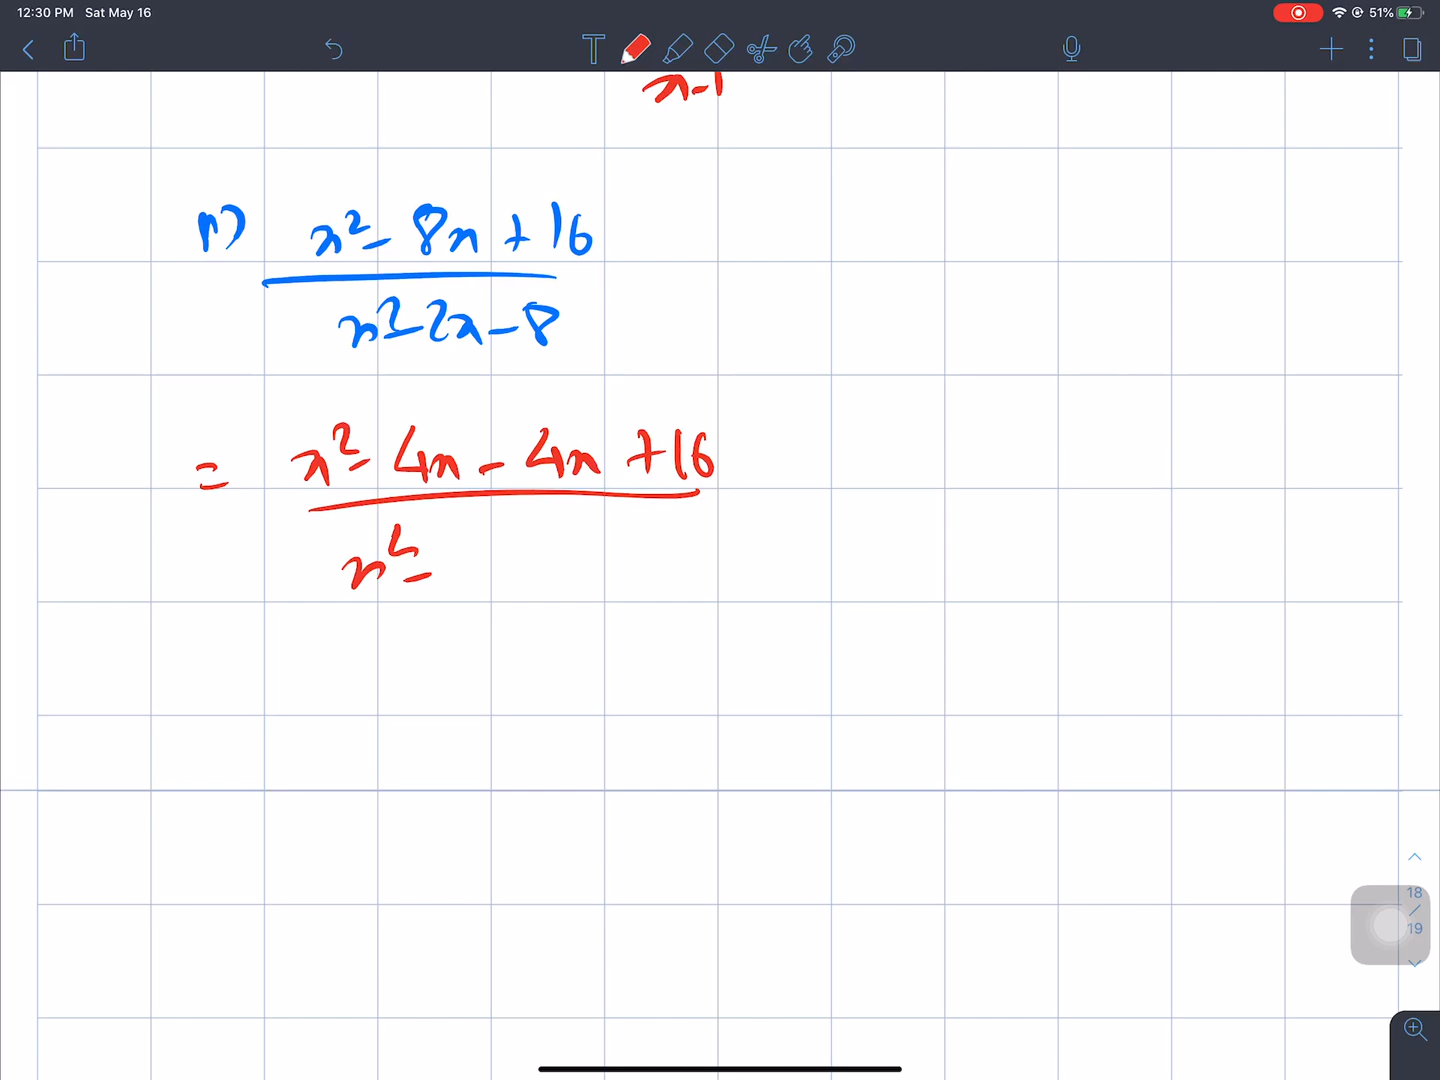 12:30 PM Sat May 16
51%
x-1
n) x² - 8x + 16
x² - 2x - 8
= x² - 4x - 4x + 16
x² -
18
19